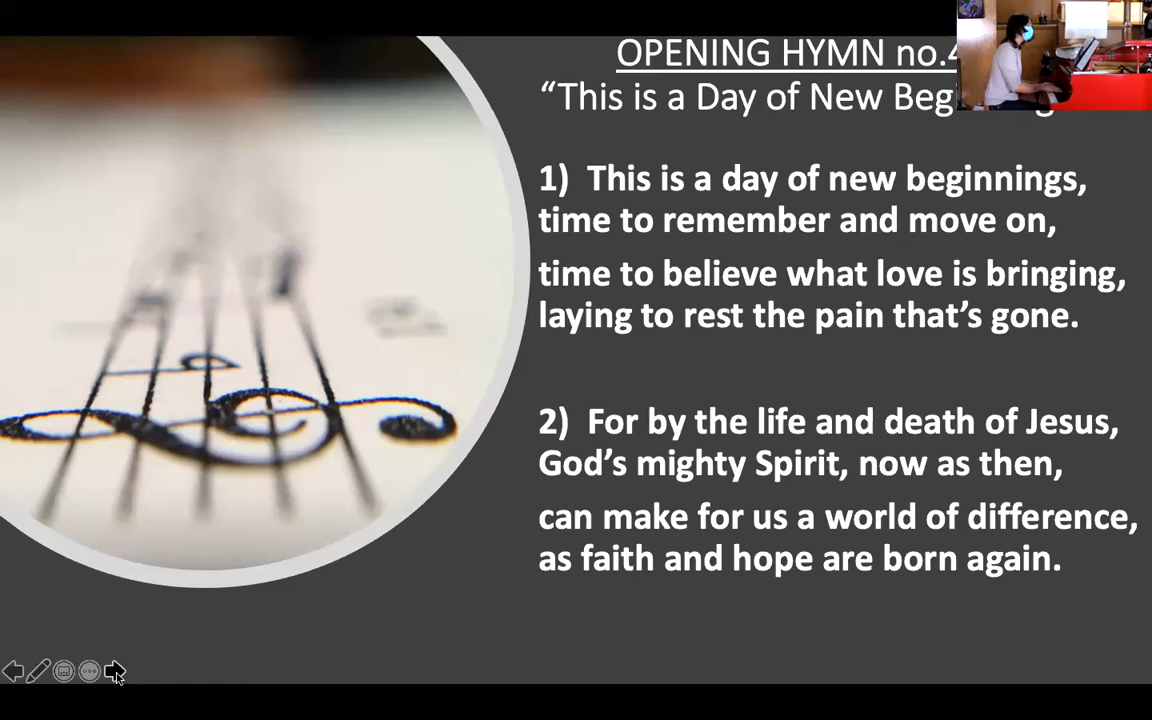 OPENING HYMN no.4
“This is a Day of New Beg
1) This is a day of new beginnings,
time to remember and move on,
time to believe what love is bringing,
laying to rest the pain that’s gone.
2) For by the life and death of Jesus,
God’s mighty Spirit, now as then,
can make for us a world of difference,
as faith and hope are born again.